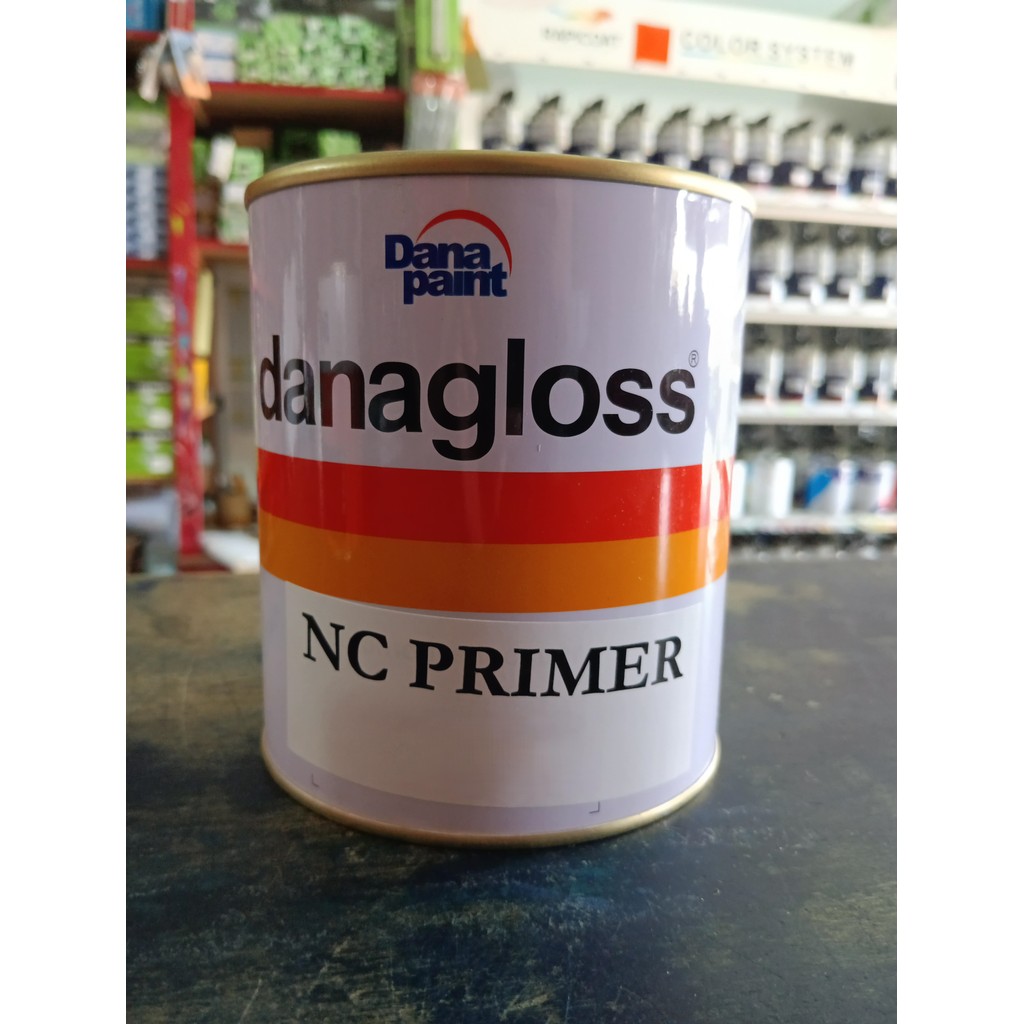 COLOR SYSTEM
Dana
paint
danagloss®
NC PRIMER